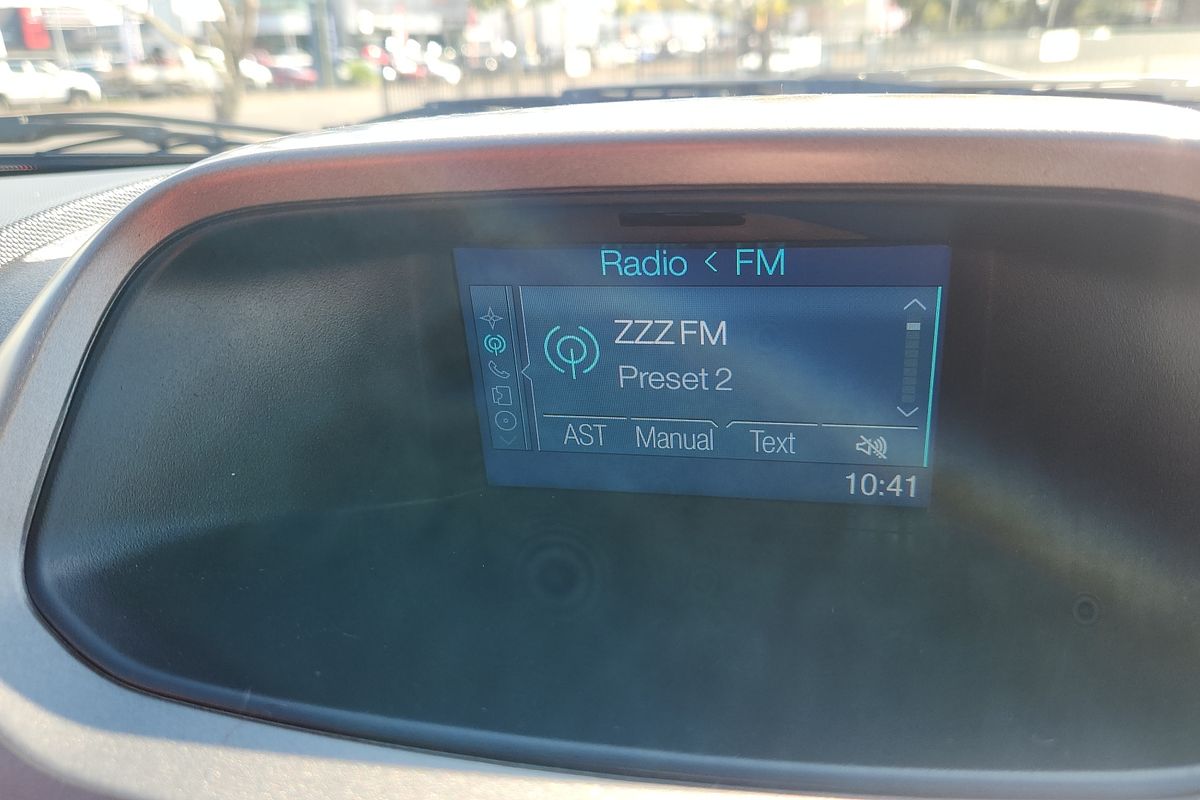 Radio < FM
ZZZ FM
Preset 2
AST Manual Text
10:41